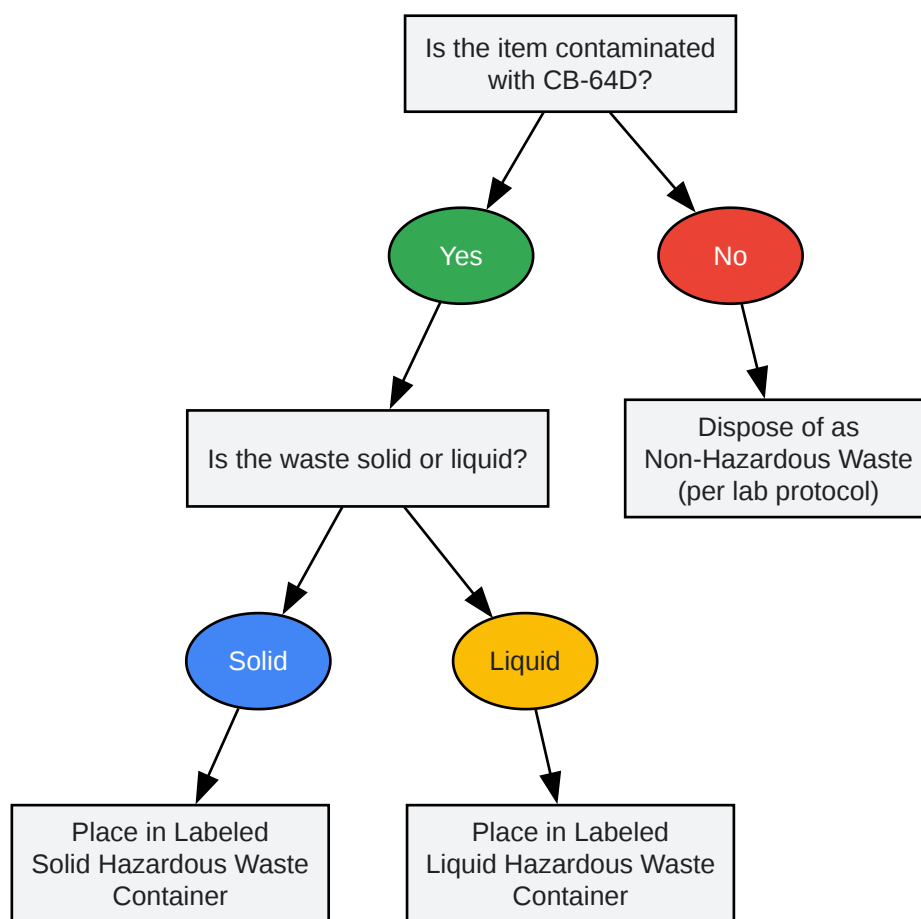 Is the item contaminated
with CB-64D?
Yes
No
Is the waste solid or liquid?
Dispose of as
Non-Hazardous Waste
(per lab protocol)
Solid
Liquid
Place in Labeled
Solid Hazardous Waste
Container
Place in Labeled
Liquid Hazardous Waste
Container